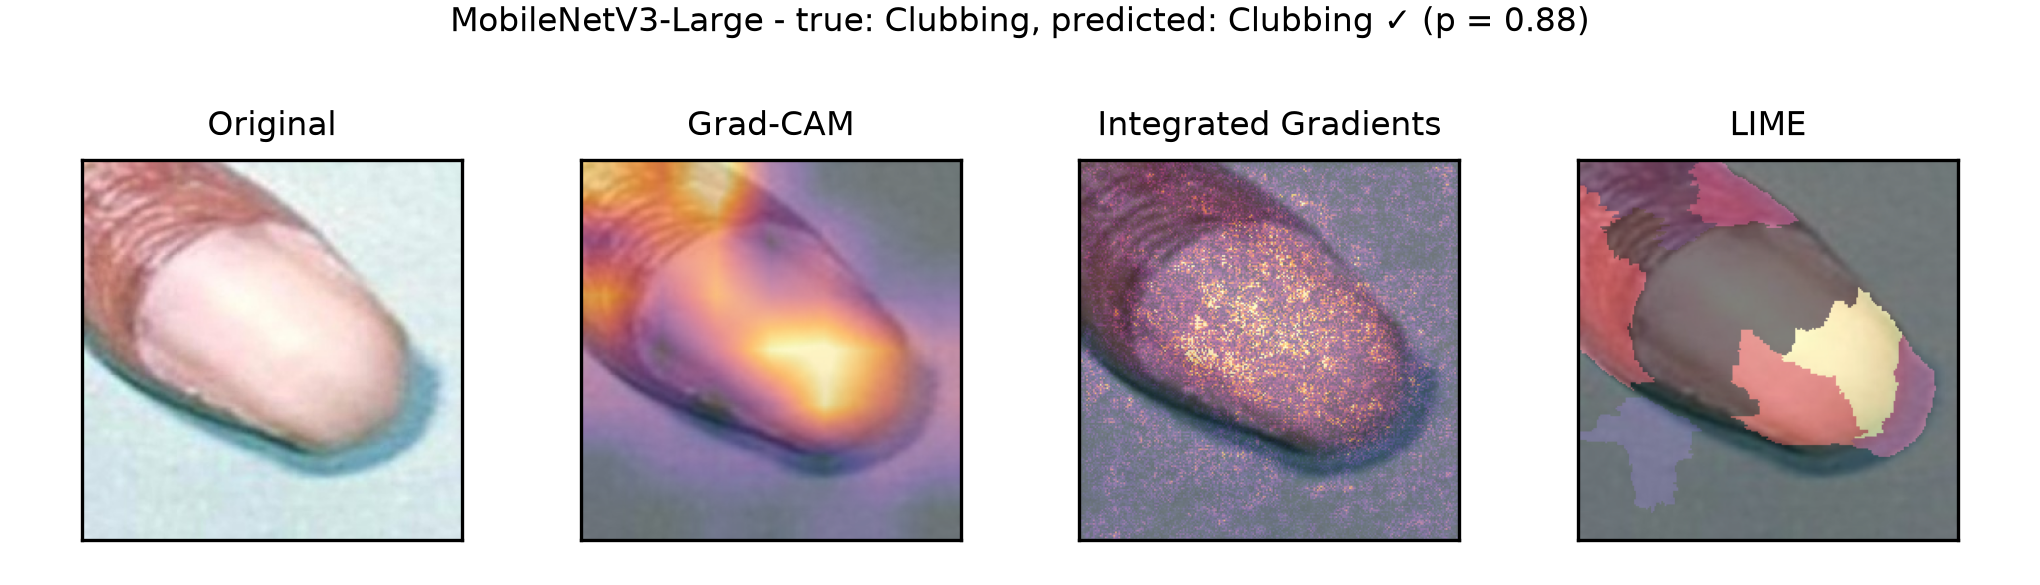 MobileNetV3-Large - true: Clubbing, predicted: Clubbing ✓ (p = 0.88)
Original
Grad-CAM
Integrated Gradients
LIME